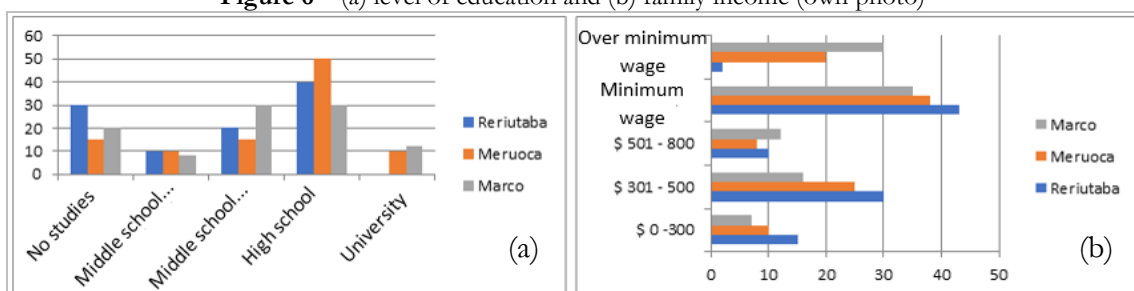 Figure 6 (a) level of education and (b) family income (own photo)
60
50
40
30
20
10
0
No studies
Middle school...
Middle school...
High school
University
Reriutaba
Meruoca
Marco
(a)
Over minimum
wage
Minimum
wage
$ 501 - 800
$ 301 - 500
$ 0 -300
0 10 20 30 40 50
Marco
Meruoca
Reriutaba
(b)